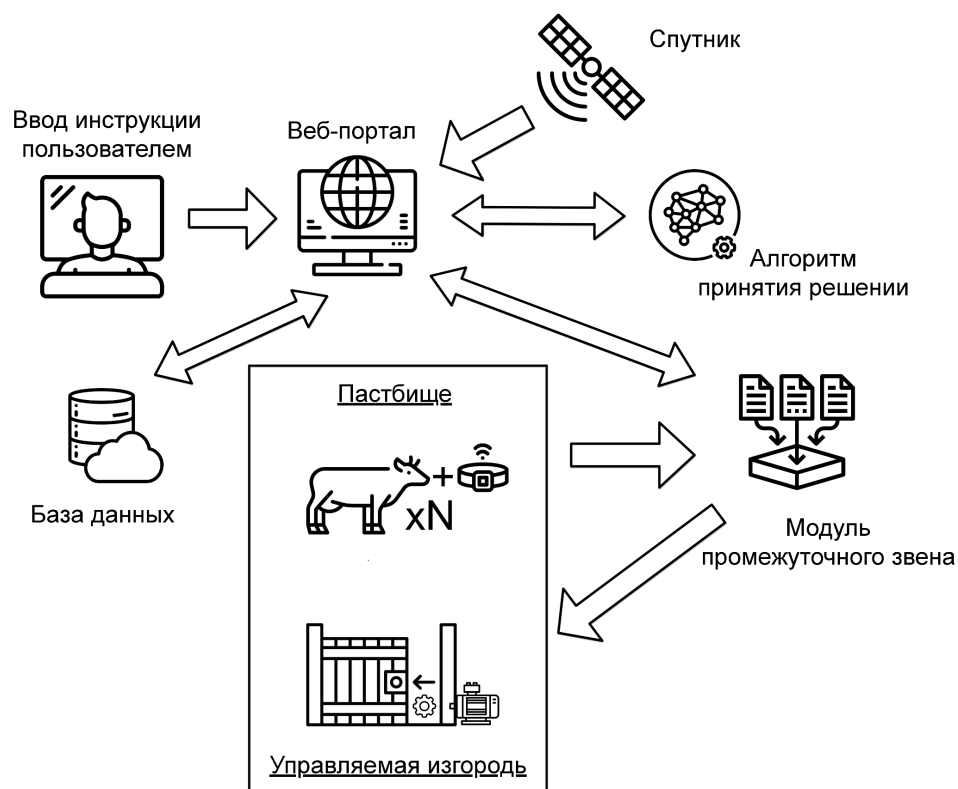 Спутник
Ввод инструкции
пользователем
Веб-портал
Алгоритм
принятия решении
Пастбище
+
xN
База данных
Модуль
промежуточного звена
Управляемая изгородь